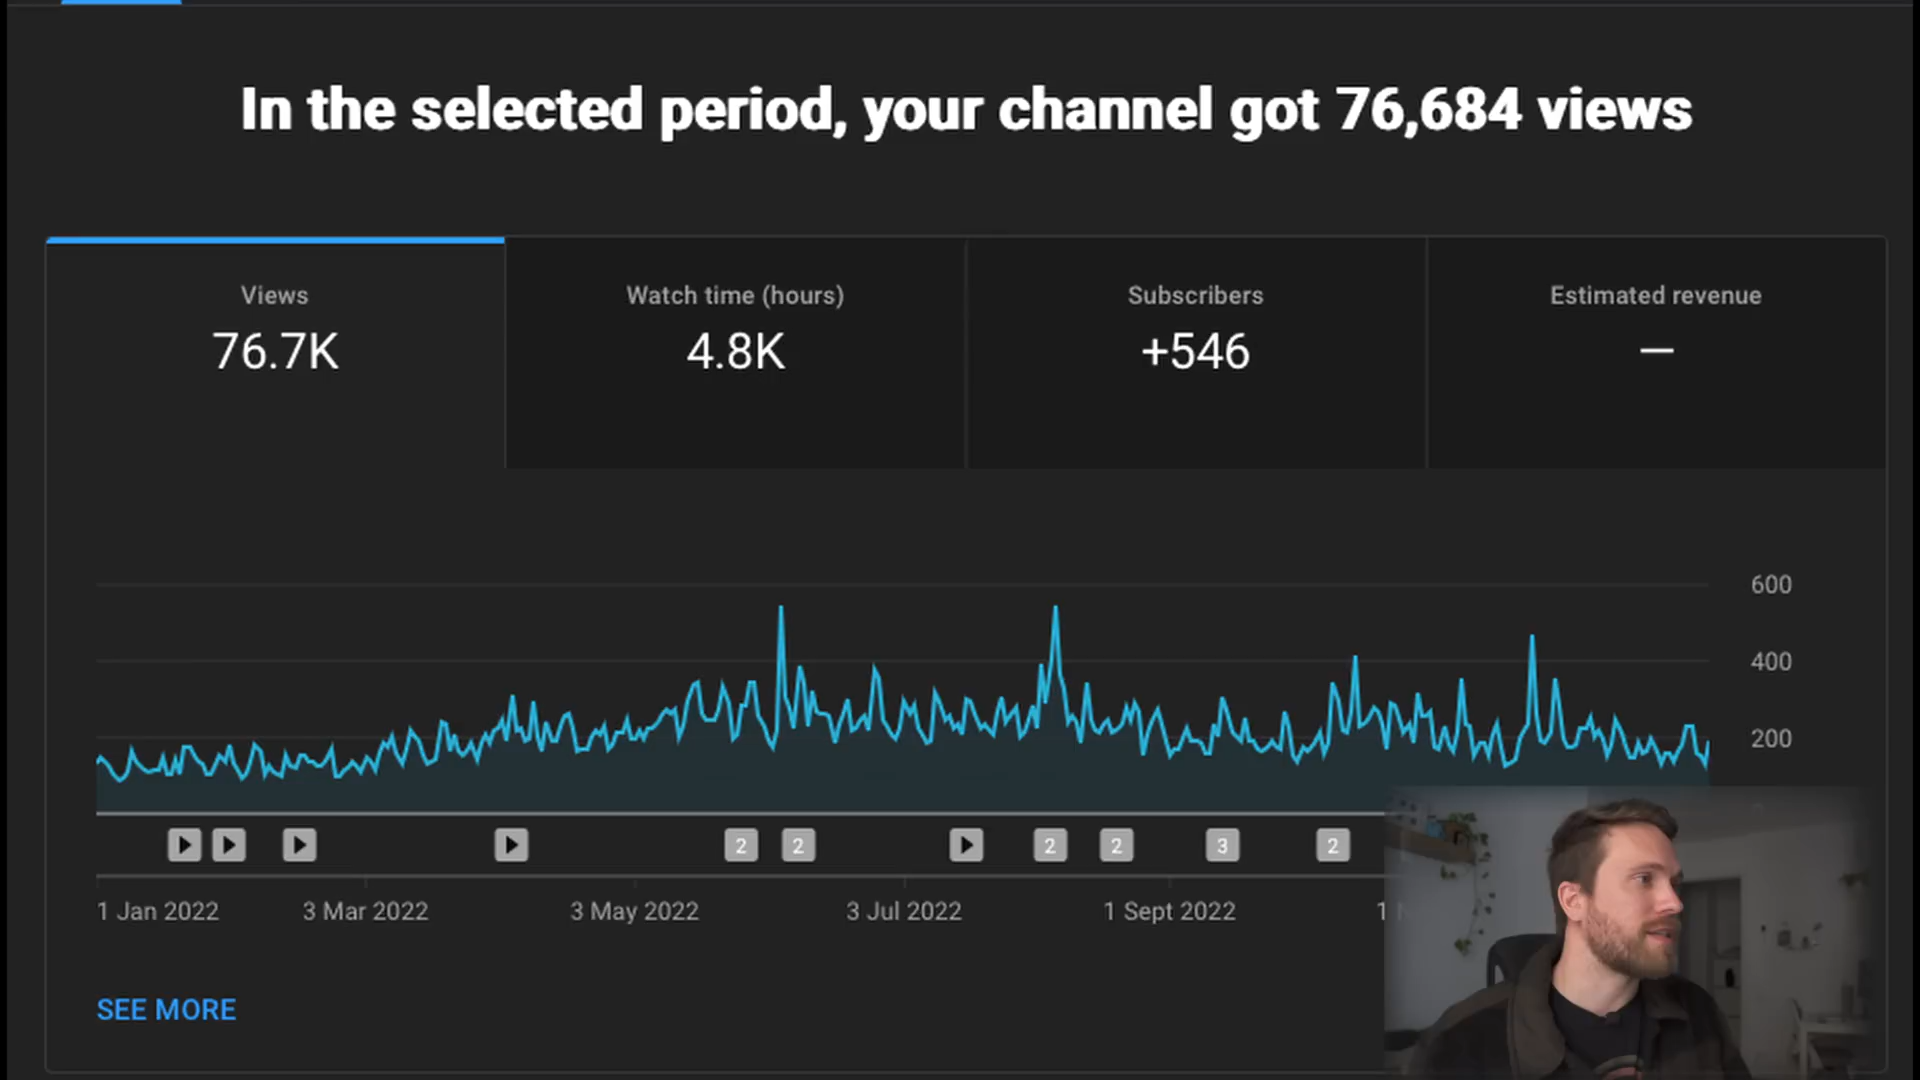 In the selected period, your channel got 76,684 views
Views
76.7K
Watch time (hours)
4.8K
Subscribers
+546
Estimated revenue
—
600
400
200
2 2 2 2 3 2
1 Jan 2022 3 Mar 2022 3 May 2022 3 Jul 2022 1 Sept 2022 1
SEE MORE